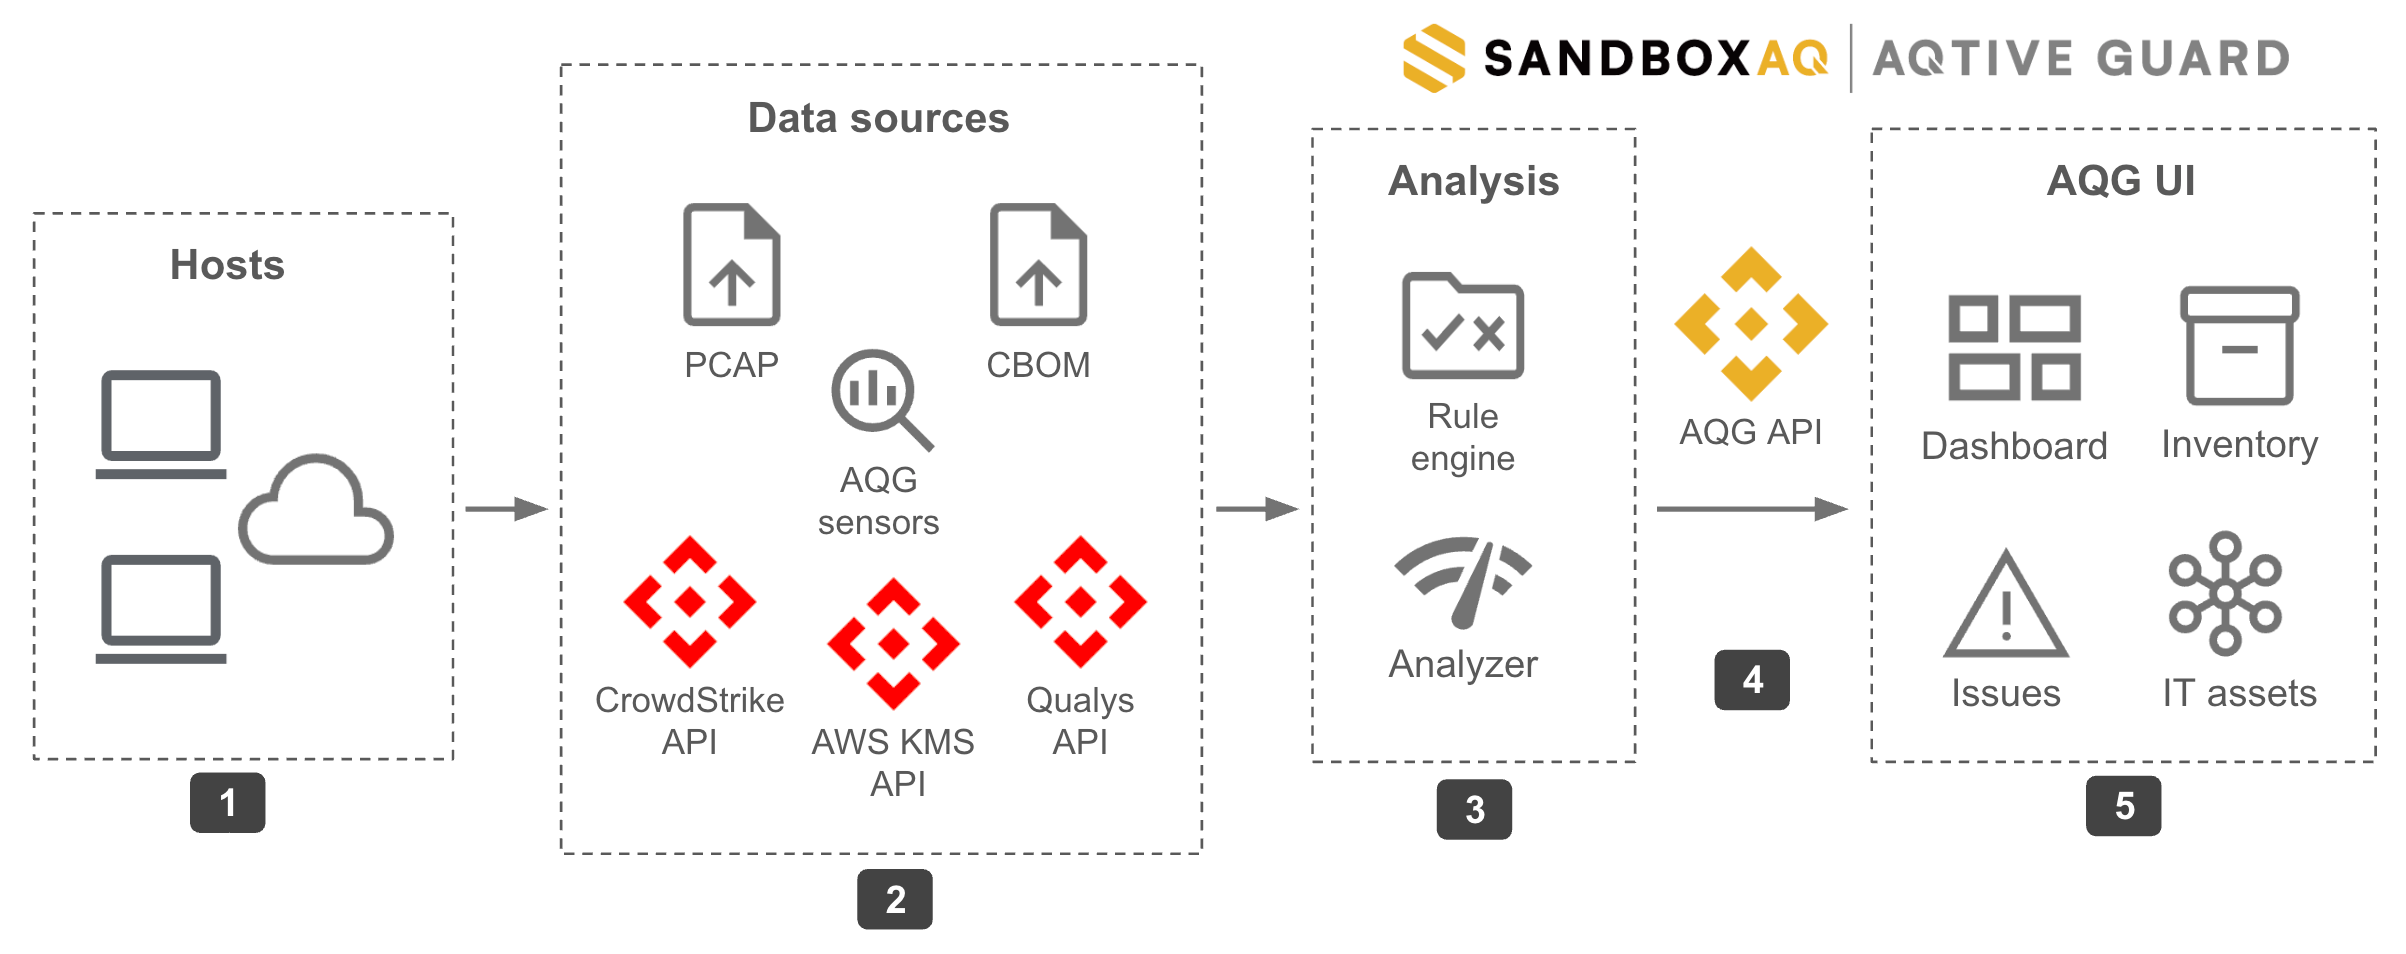 SANDBOXAQ | AQTIVE GUARD
Hosts
1
Data sources
PCAP
CBOM
AQG
sensors
CrowdStrike
API
AWS KMS
API
Qualys
API
2
Analysis
Rule
engine
Analyzer
3
AQG API
4
AQG UI
Dashboard
Inventory
Issues
IT assets
5